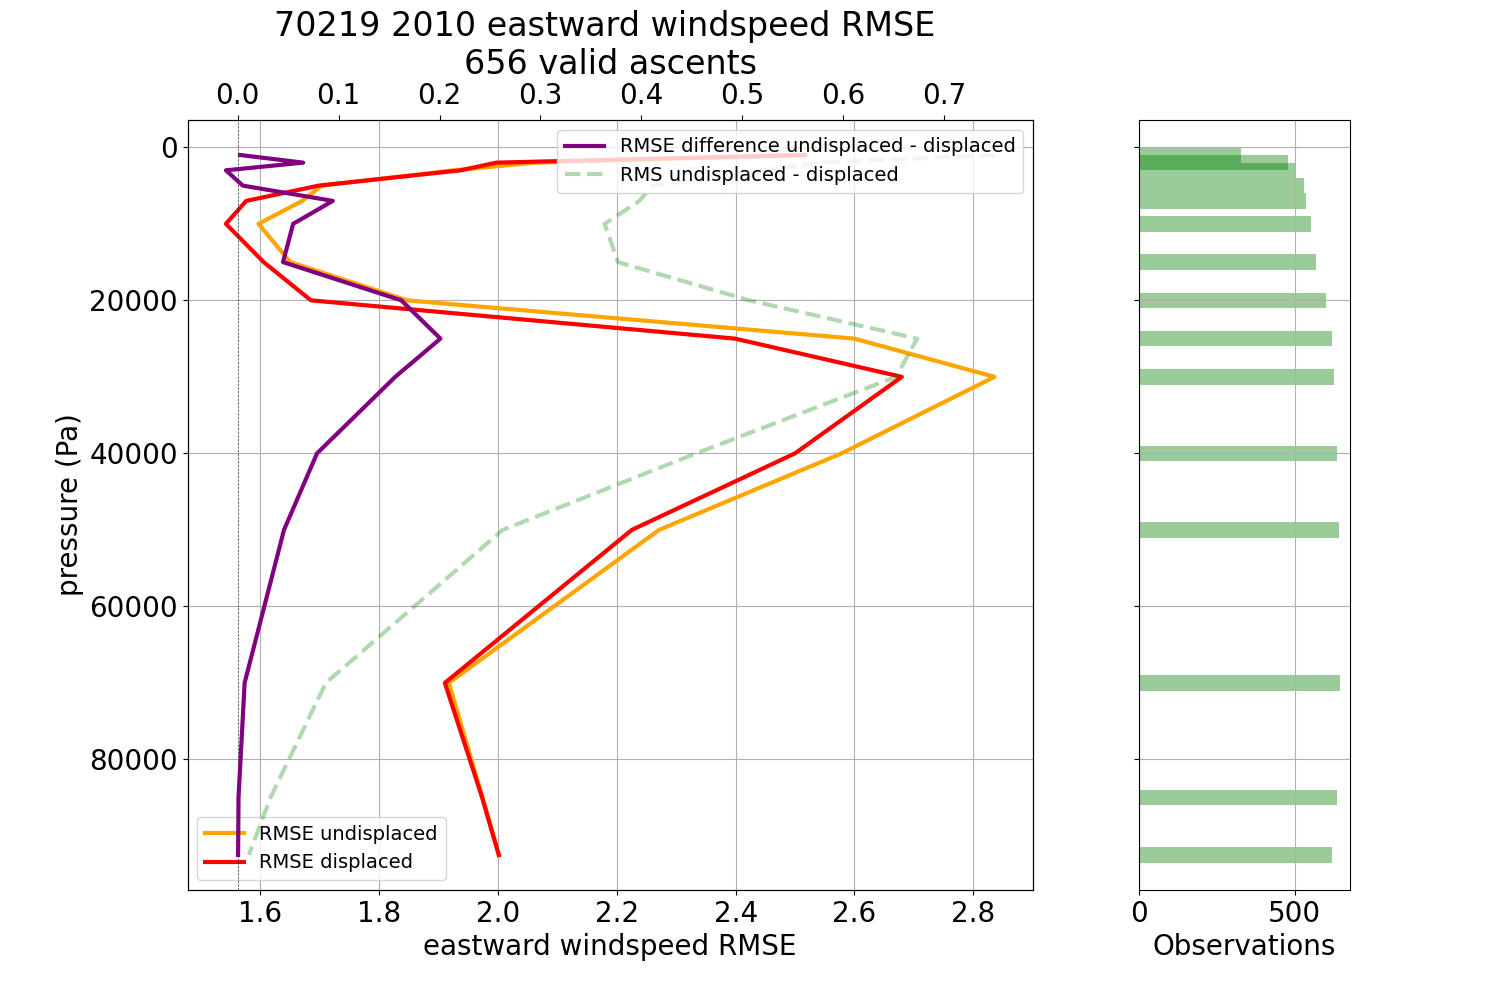 70219 2010 eastward windspeed RMSE
656 valid ascents
0.0 0.1 0.2 0.3 0.4 0.5 0.6 0.7
RMSE difference undisplaced - displaced
RMS undisplaced - displaced
0
20000
40000
60000
80000
pressure (Pa)
RMSE undisplaced
RMSE displaced
1.6 1.8 2.0 2.2 2.4 2.6 2.8
eastward windspeed RMSE
0 500
Observations